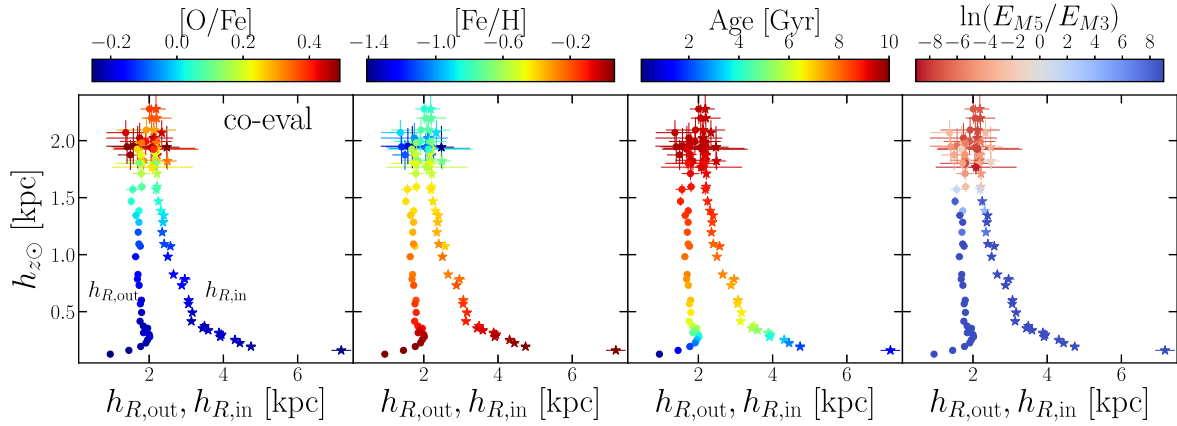 [O/Fe] [Fe/H] Age [Gyr] ln(E_{M5}/E_{M3})
−0.2 0.0 0.2 0.4 −1.4 −1.0 −0.6 −0.2 2 4 6 8 10 −8 −6 −4 −2 0 2 4 6 8
co-eval
2.0
1.5
1.0
0.5
h_{z⊙} [kpc]
h_{R,out} h_{R,in}
2 4 6 2 4 6 2 4 6 2 4 6
h_{R,out}, h_{R,in} [kpc] h_{R,out}, h_{R,in} [kpc] h_{R,out}, h_{R,in} [kpc] h_{R,out}, h_{R,in} [kpc]